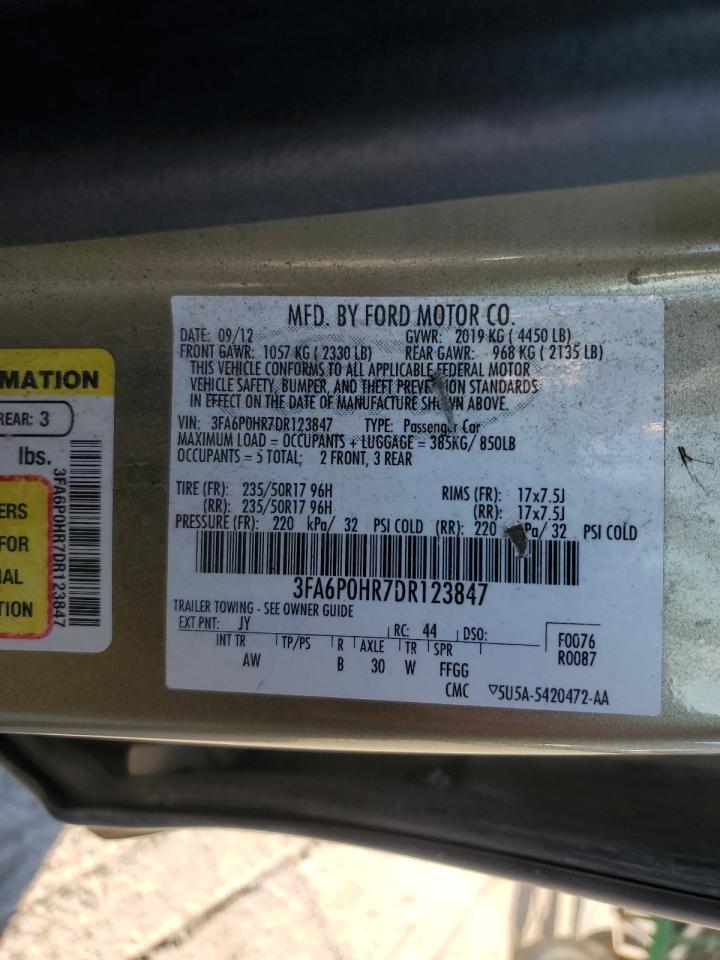 MFD. BY FORD MOTOR CO.
DATE: 09/12 GVWR: 2019 KG ( 4450 LB)
FRONT GAWR: 1057 KG ( 2330 LB) REAR GAWR: 968 KG ( 2135 LB)
THIS VEHICLE CONFORMS TO ALL APPLICABLE FEDERAL MOTOR
VEHICLE SAFETY, BUMPER, AND THEFT PREVENTION STANDARDS
IN EFFECT ON THE DATE OF MANUFACTURE SHOWN ABOVE.
VIN: 3FA6P0HR7DR123847 TYPE: Passenger Car
MAXIMUM LOAD = OCCUPANTS + LUGGAGE = 385KG/ 850LB
OCCUPANTS = 5 TOTAL; 2 FRONT, 3 REAR
TIRE (FR): 235/50R17 96H RIMS (FR): 17x7.5J
(RR): 235/50R17 96H (RR): 17x7.5J
PRESSURE (FR): 220 kPa/ 32 PSI COLD (RR): 220 kPa/ 32 PSI COLD
3FA6P0HR7DR123847
TRAILER TOWING - SEE OWNER GUIDE
EXT PNT: JY RC: 44 DSO: F0076
INT TR TP/PS R AXLE TR SPR R0087
AW B 30 W FFGG
CMC ▽5U5A-5420472-AA
MATION
REAR: 3
lbs.
ERS
FOR
IAL
TION
3FA6P0HR7DR123847